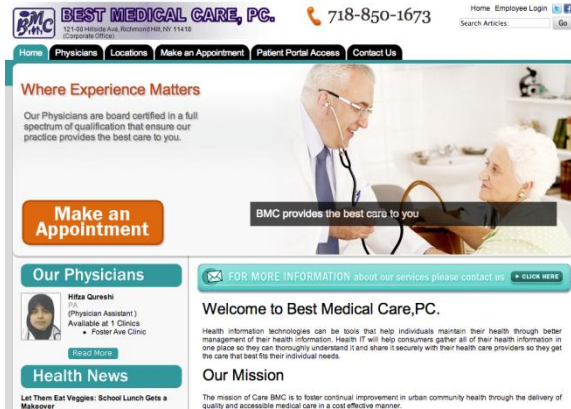 BMC
BEST MEDICAL CARE, PC.
121-08 Hillside Ave, Richmond Hill, NY 11418
(Corporate Office)
718-850-1673
Home Employee Login
Search Articles: Go
Home Physicians Locations Make an Appointment Patient Portal Access Contact Us
Where Experience Matters
Our Physicians are board certified in a full
spectrum of qualification that ensure our
practice provides the best care to you.
Make an
Appointment
BMC provides the best care to you
Our Physicians
Hifza Qureshi
PA
(Physician Assistant )
Available at 1 Clinics
• Foster Ave Clinic
Read More
Health News
Let Them Eat Veggies: School Lunch Gets a
Makeover
FOR MORE INFORMATION about our services please contact us CLICK HERE
Welcome to Best Medical Care,PC.
Health information technologies can be tools that help individuals maintain their health through better
management of their health information. Health IT will help consumers gather all of their health information in
one place so they can thoroughly understand it and share it securely with their health care providers so they get
the care that best fits their individual needs.
Our Mission
The mission of Care BMC is to foster continual improvement in urban community health through the delivery of
quality and accessible medical care in a cost effective manner.